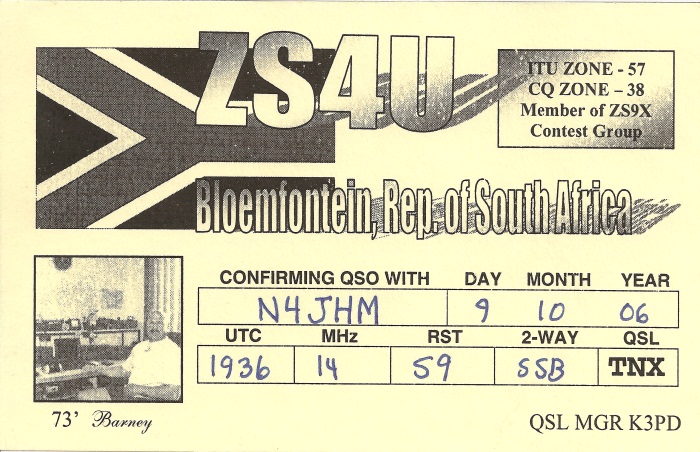 ZS4U
ITU ZONE - 57
CQ ZONE – 38
Member of ZS9X
Contest Group
Bloemfontein, Rep. of South Africa
CONFIRMING QSO WITH DAY MONTH YEAR
N4JHM 9 10 06
UTC MHz RST 2-WAY QSL
1936 14 59 SSB TNX
73' Barney
QSL MGR K3PD